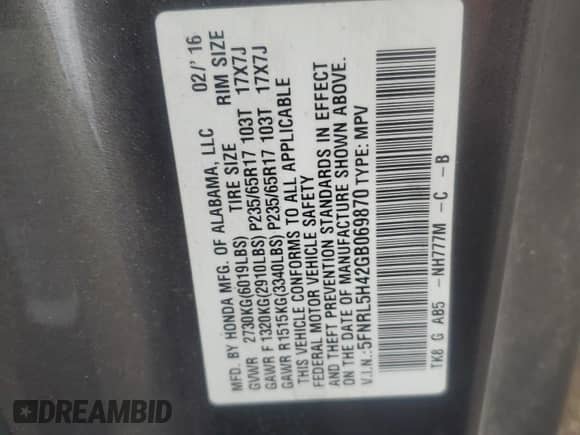 MFD. BY HONDA MFG. OF ALABAMA, LLC 02/'16
TIRE SIZE RIM SIZE
GVWR 2730KG(6019LBS)
GAWR F 1320KG(2910LBS) P235/65R17 103T 17X7J
GAWR R1515KG(3340LBS) P235/65R17 103T 17X7J
THIS VEHICLE CONFORMS TO ALL APPLICABLE
FEDERAL MOTOR VEHICLE SAFETY
AND THEFT PREVENTION STANDARDS IN EFFECT
ON THE DATE OF MANUFACTURE SHOWN ABOVE.
V.I.N.:5FNRL5H42GB069870 TYPE: MPV
TK8 G AB5 - NH777M - C - B
DREAMBID